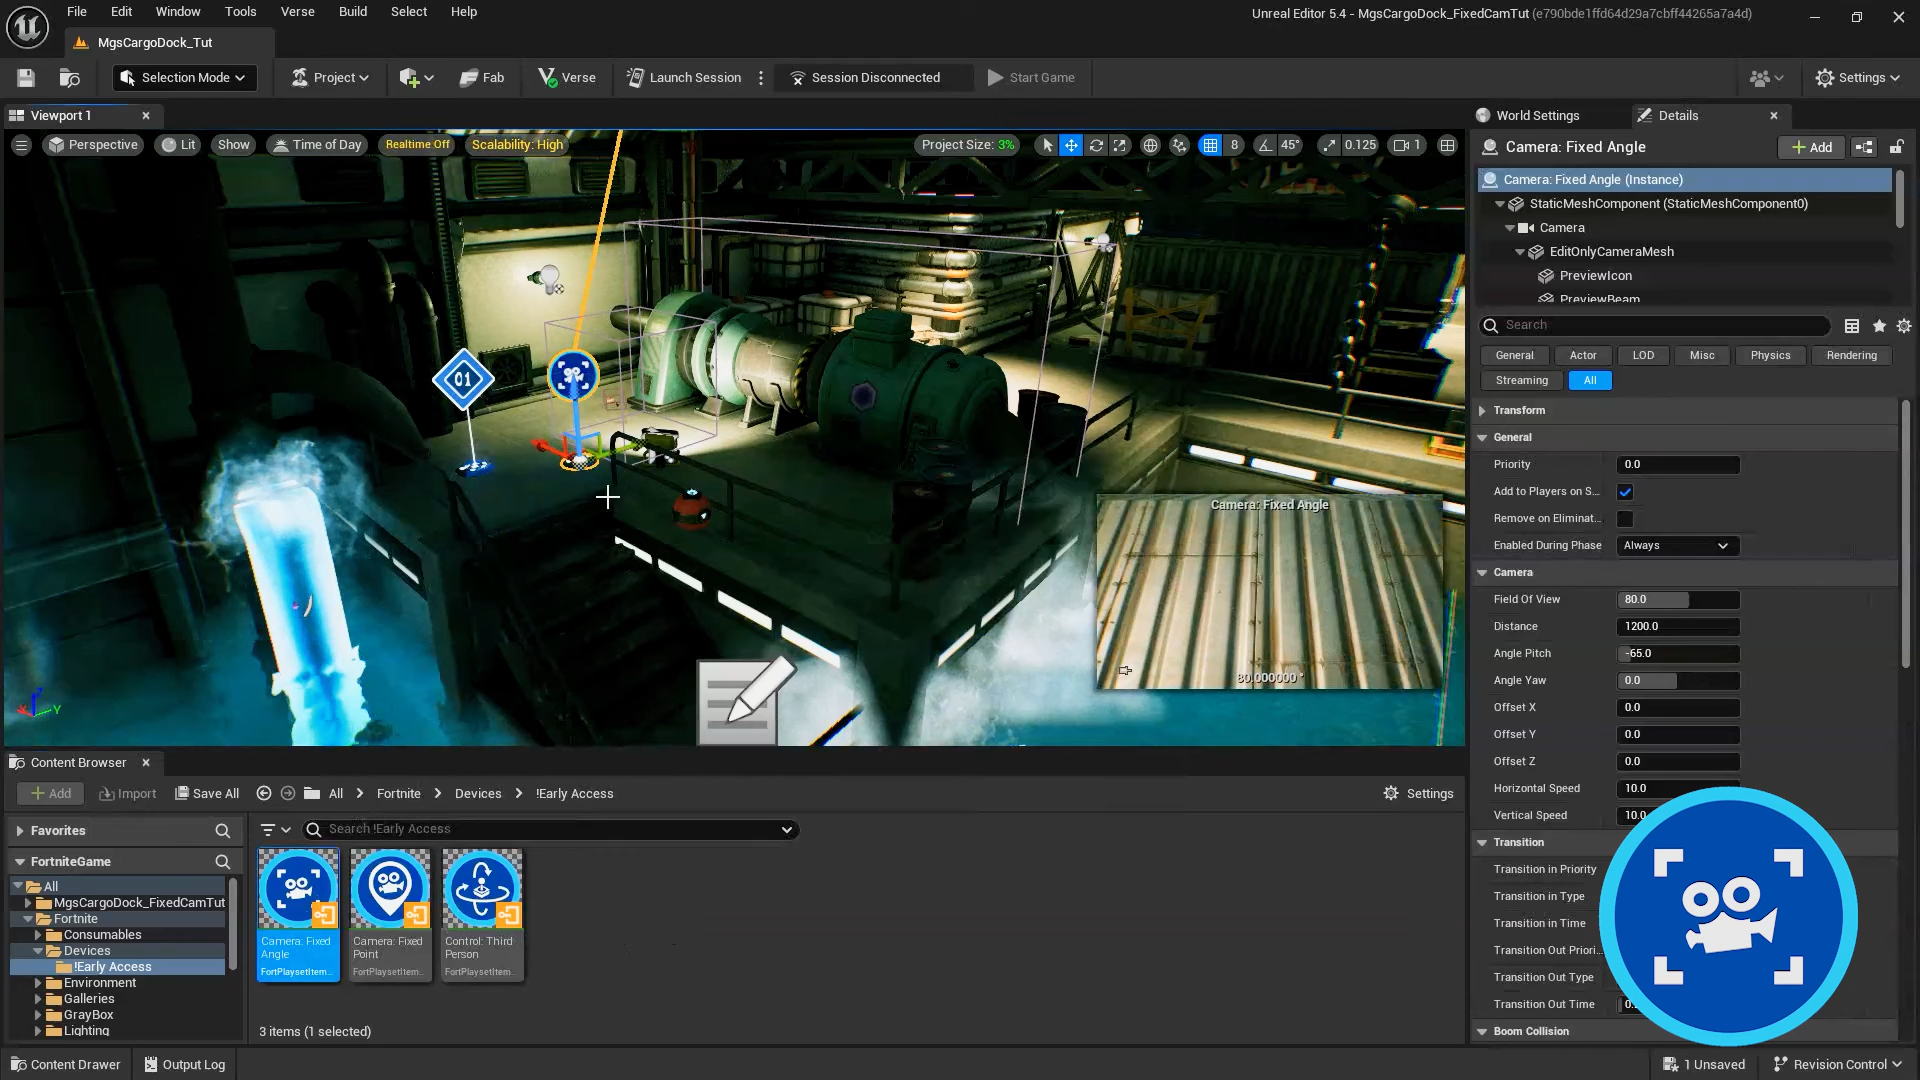 File Edit Window Tools Verse Build Select Help
Unreal Editor 5.4 - MgsCargoDock_FixedCamTut (e790bde1ffd64d29a7cbff44265a7a4d)
MgsCargoDock_Tut
Selection Mode
Project
Fab
Verse
Launch Session
Session Disconnected
Start Game
Settings
Viewport 1
Perspective
Lit
Show
Time of Day
Realtime Off
Scalability: High
Project Size: 3%
8
45°
0.125
1
01
Camera: Fixed Angle
80.000000 °
World Settings
Details
Camera: Fixed Angle
Add
Camera: Fixed Angle (Instance)
StaticMeshComponent (StaticMeshComponent0)
Camera
EditOnlyCameraMesh
PreviewIcon
PreviewBeam
Search
General Actor LOD Misc Physics Rendering
Streaming All
Transform
General
Priority 0.0
Add to Players on S...
Remove on Eliminat...
Enabled During Phase Always
Camera
Field Of View 80.0
Distance 1200.0
Angle Pitch -65.0
Angle Yaw 0.0
Offset X 0.0
Offset Y 0.0
Offset Z 0.0
Horizontal Speed 10.0
Vertical Speed 10.0
Transition
Transition in Priority
Transition in Type
Transition in Time
Transition Out Priori...
Transition Out Type
Transition Out Time
Boom Collision
Content Browser
Add
Import
Save All
All > Fortnite > Devices > !Early Access
Settings
Favorites
FortniteGame
All
MgsCargoDock_FixedCamTut
Fortnite
Consumables
Devices
!Early Access
Environment
Galleries
GrayBox
Lighting
Search !Early Access
Camera: Fixed
Angle
FortPlaysetItem...
Camera: Fixed
Point
FortPlaysetItem...
Control: Third
Person
FortPlaysetItem...
3 items (1 selected)
Content Drawer
Output Log
1 Unsaved
Revision Control